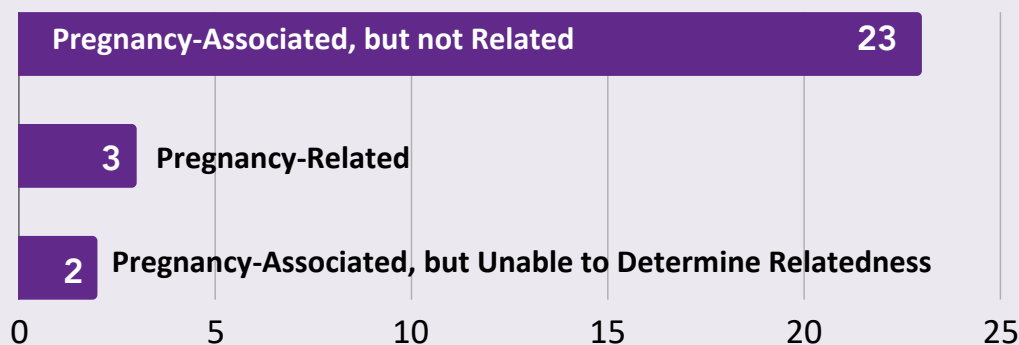 Pregnancy-Associated, but not Related 23
3 Pregnancy-Related
2 Pregnancy-Associated, but Unable to Determine Relatedness
0 5 10 15 20 25